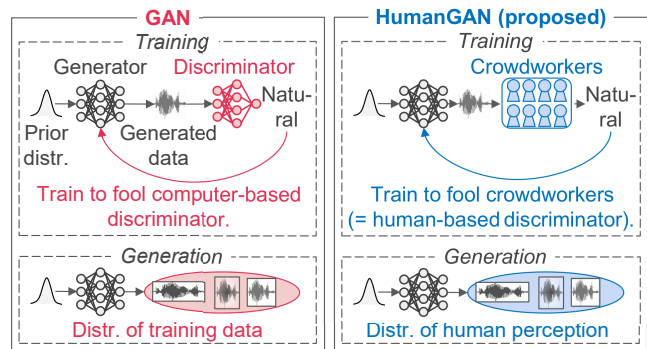 GAN
Training
Generator
Discriminator
Natu-
ral
Prior
distr.
Generated
data
Train to fool computer-based
discriminator.
Generation
Distr. of training data
HumanGAN (proposed)
Training
Crowdworkers
Natu-
ral
Train to fool crowdworkers
(= human-based discriminator).
Generation
Distr. of human perception